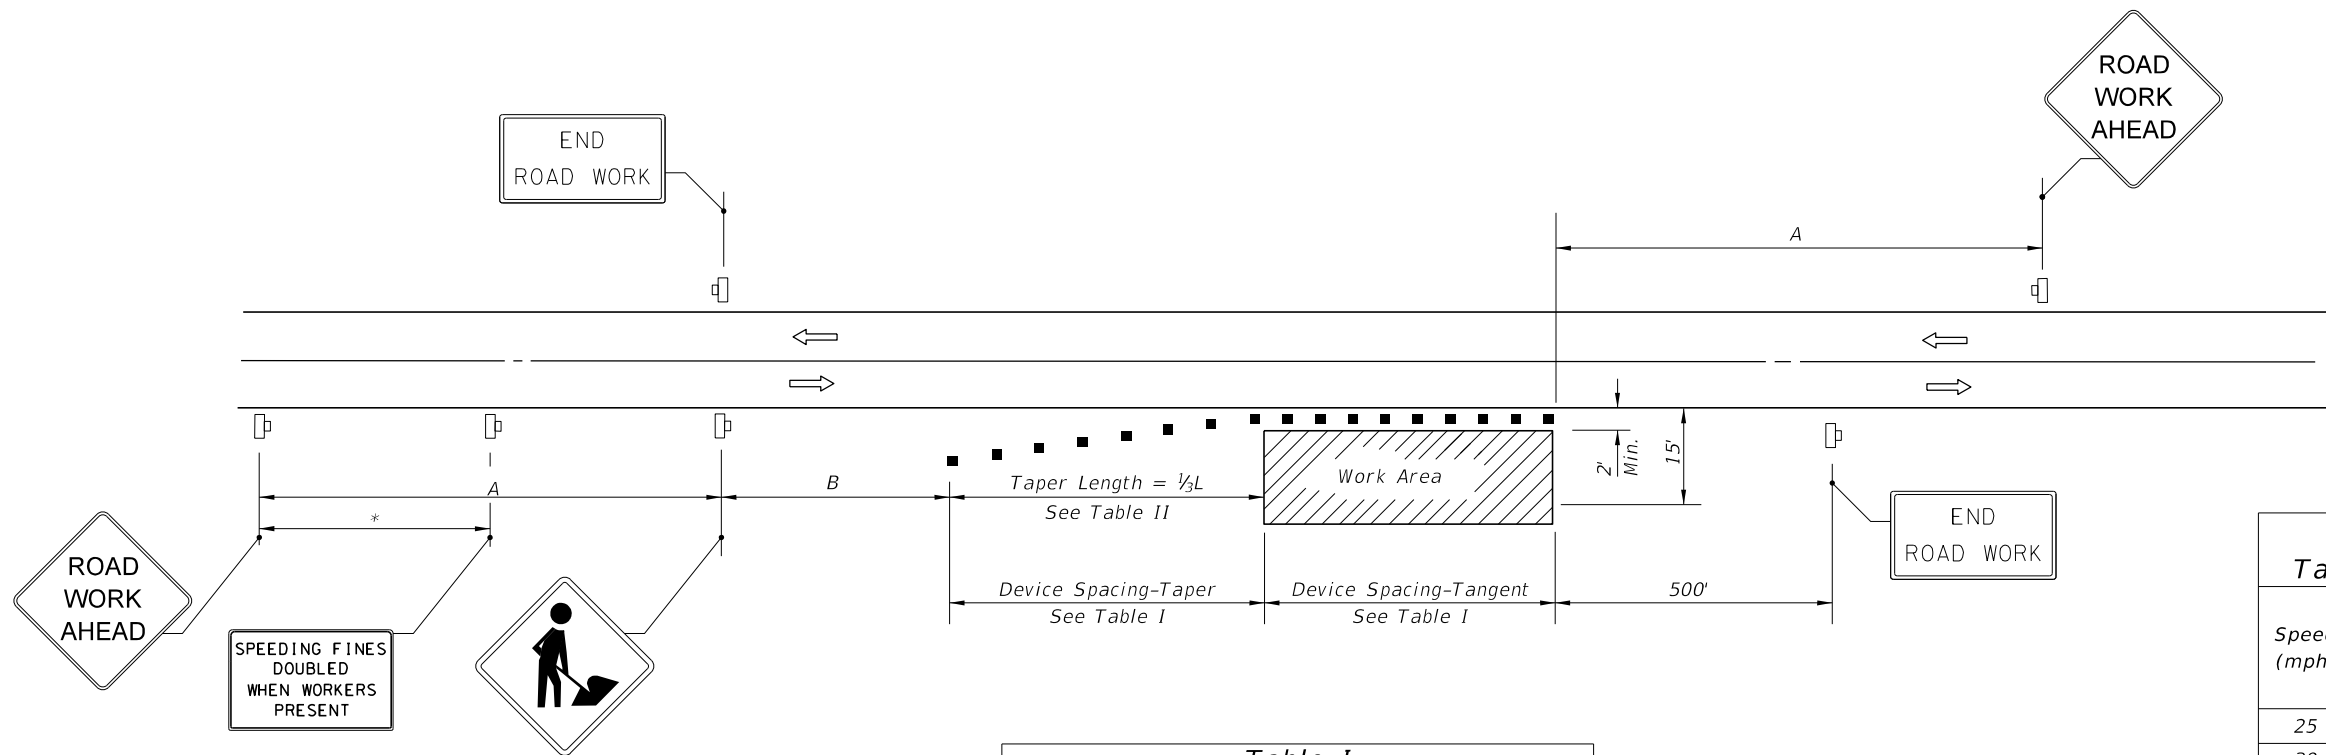 ROAD
WORK
AHEAD
END
ROAD WORK
A
A
B
Taper Length = ⅓L
See Table II
*
Work Area
2'
Min.
15'
ROAD
WORK
AHEAD
SPEEDING FINES
DOUBLED
WHEN WORKERS
PRESENT
Device Spacing-Taper
See Table I
Device Spacing-Tangent
See Table I
500'
END
ROAD WORK
Table I
25